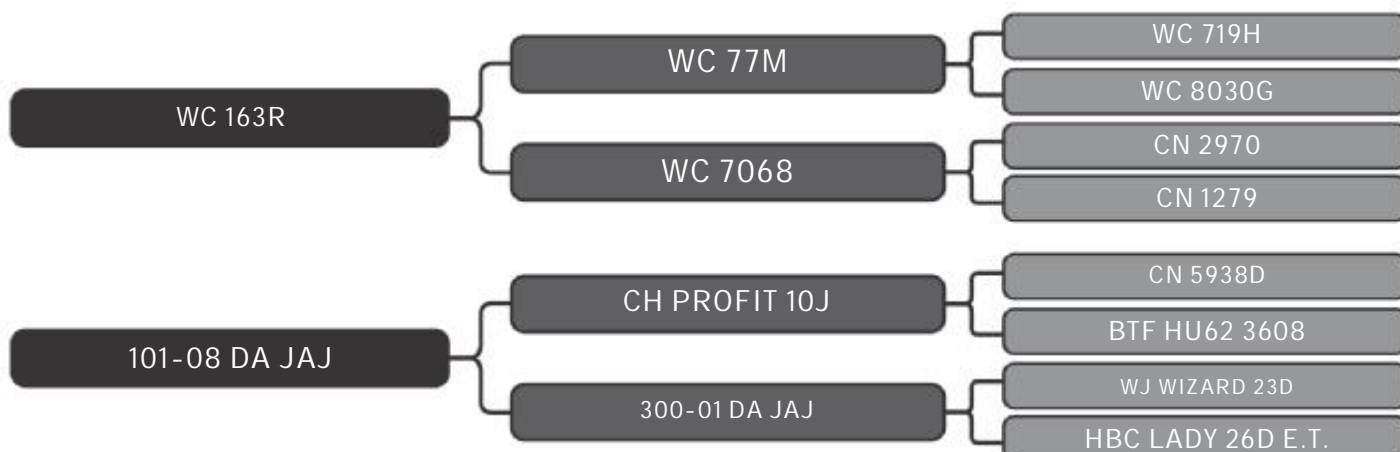 WC 719H
WC 77M
WC 8030G
WC 163R
CN 2970
WC 7068
CN 1279
CN 5938D
CH PROFIT 10J
BTF HU62 3608
101-08 DA JAJ
WJ WIZARD 23D
300-01 DA JAJ
HBC LADY 26D E.T.